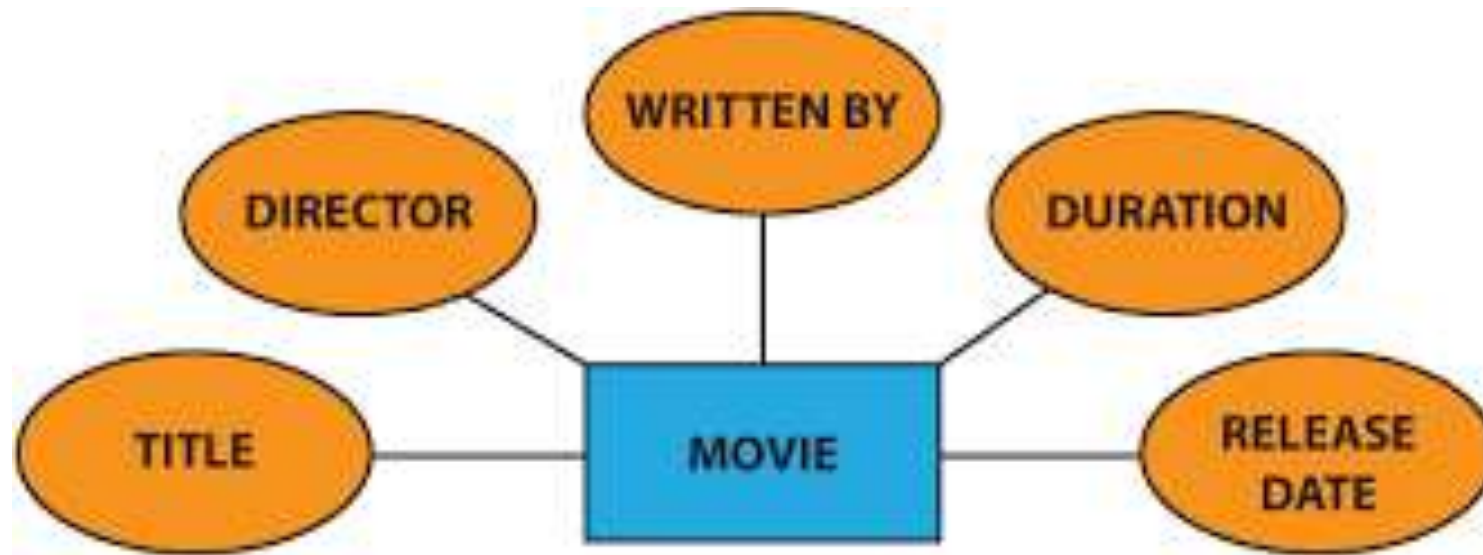 WRITTEN BY
DIRECTOR
DURATION
TITLE
MOVIE
RELEASE
DATE